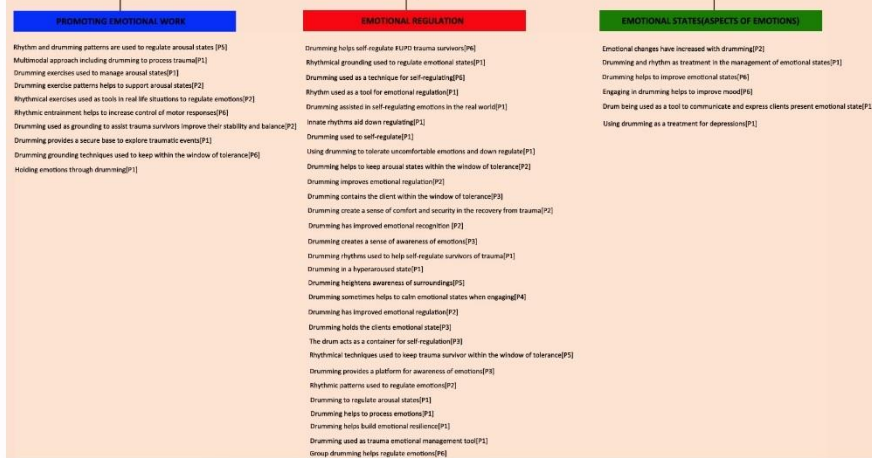 PROMOTING EMOTIONAL WORK
Rhythm and drumming patterns are used to regulate arousal states [P5]
Multimodal approach including drumming to process trauma[P1]
Drumming exercises used to manage arousal states[P1]
Drumming exercise patterns helps to support arousal states[P2]
Rhythmical exercises used as tools in real life situations to regulate emotions[P2]
Rhythmic entrainment helps to increase control of motor responses[P6]
Drumming used as grounding to assist trauma survivors improve their stability and balance[P2]
Drumming provides a secure base to explore traumatic events[P1]
Drumming grounding techniques used to keep within the window of tolerance[P6]
Holding emotions through drumming[P1]
EMOTIONAL REGULATION
Drumming helps self-regulate RUPD trauma survivors[P6]
Rhythmical grounding used to regulate emotional states[P1]
Drumming used as a technique for self-regulating[P6]
Rhythm used as a tool for emotional regulation[P1]
Drumming assisted in self-regulating emotions in the real world[P1]
Innate rhythms aid down regulating[P1]
Drumming used to self-regulate[P1]
Using drumming to tolerate uncomfortable emotions and down regulate[P1]
Drumming helps to keep arousal states within the window of tolerance[P2]
Drumming improves emotional regulation[P2]
Drumming contains the client within the window of tolerance[P3]
Drumming create a sense of comfort and security in the recovery from trauma[P2]
Drumming has improved emotional recognition [P2]
Drumming creates a sense of awareness of emotions[P3]
Drumming rhythms used to help self-regulate survivors of trauma[P1]
Drumming in a hyperaroused state[P1]
Drumming heightens awareness of surroundings[P5]
Drumming sometimes helps to calm emotional states when engaging[P4]
Drumming has improved emotional regulation[P2]
Drumming holds the clients emotional state[P3]
The drum acts as a container for self-regulation[P3]
Rhythmical techniques used to keep trauma survivor within the window of tolerance[P5]
Drumming provides a platform for awareness of emotions[P3]
Rhythmic patterns used to regulate emotions[P2]
Drumming to regulate arousal states[P1]
Drumming helps to process emotions[P1]
Drumming helps build emotional resilience[P1]
Drumming used as trauma emotional management tool[P1]
Group drumming helps regulate emotions[P6]
EMOTIONAL STATES(ASPECTS OF EMOTIONS)
Emotional changes have increased with drumming[P2]
Drumming and rhythm as treatment in the management of emotional states[P1]
Drumming helps to improve emotional states[P6]
Engaging in drumming helps to improve mood[P6]
Drum being used as a tool to communicate and express clients present emotional state[P1]
Using drumming as a treatment for depressions[P1]